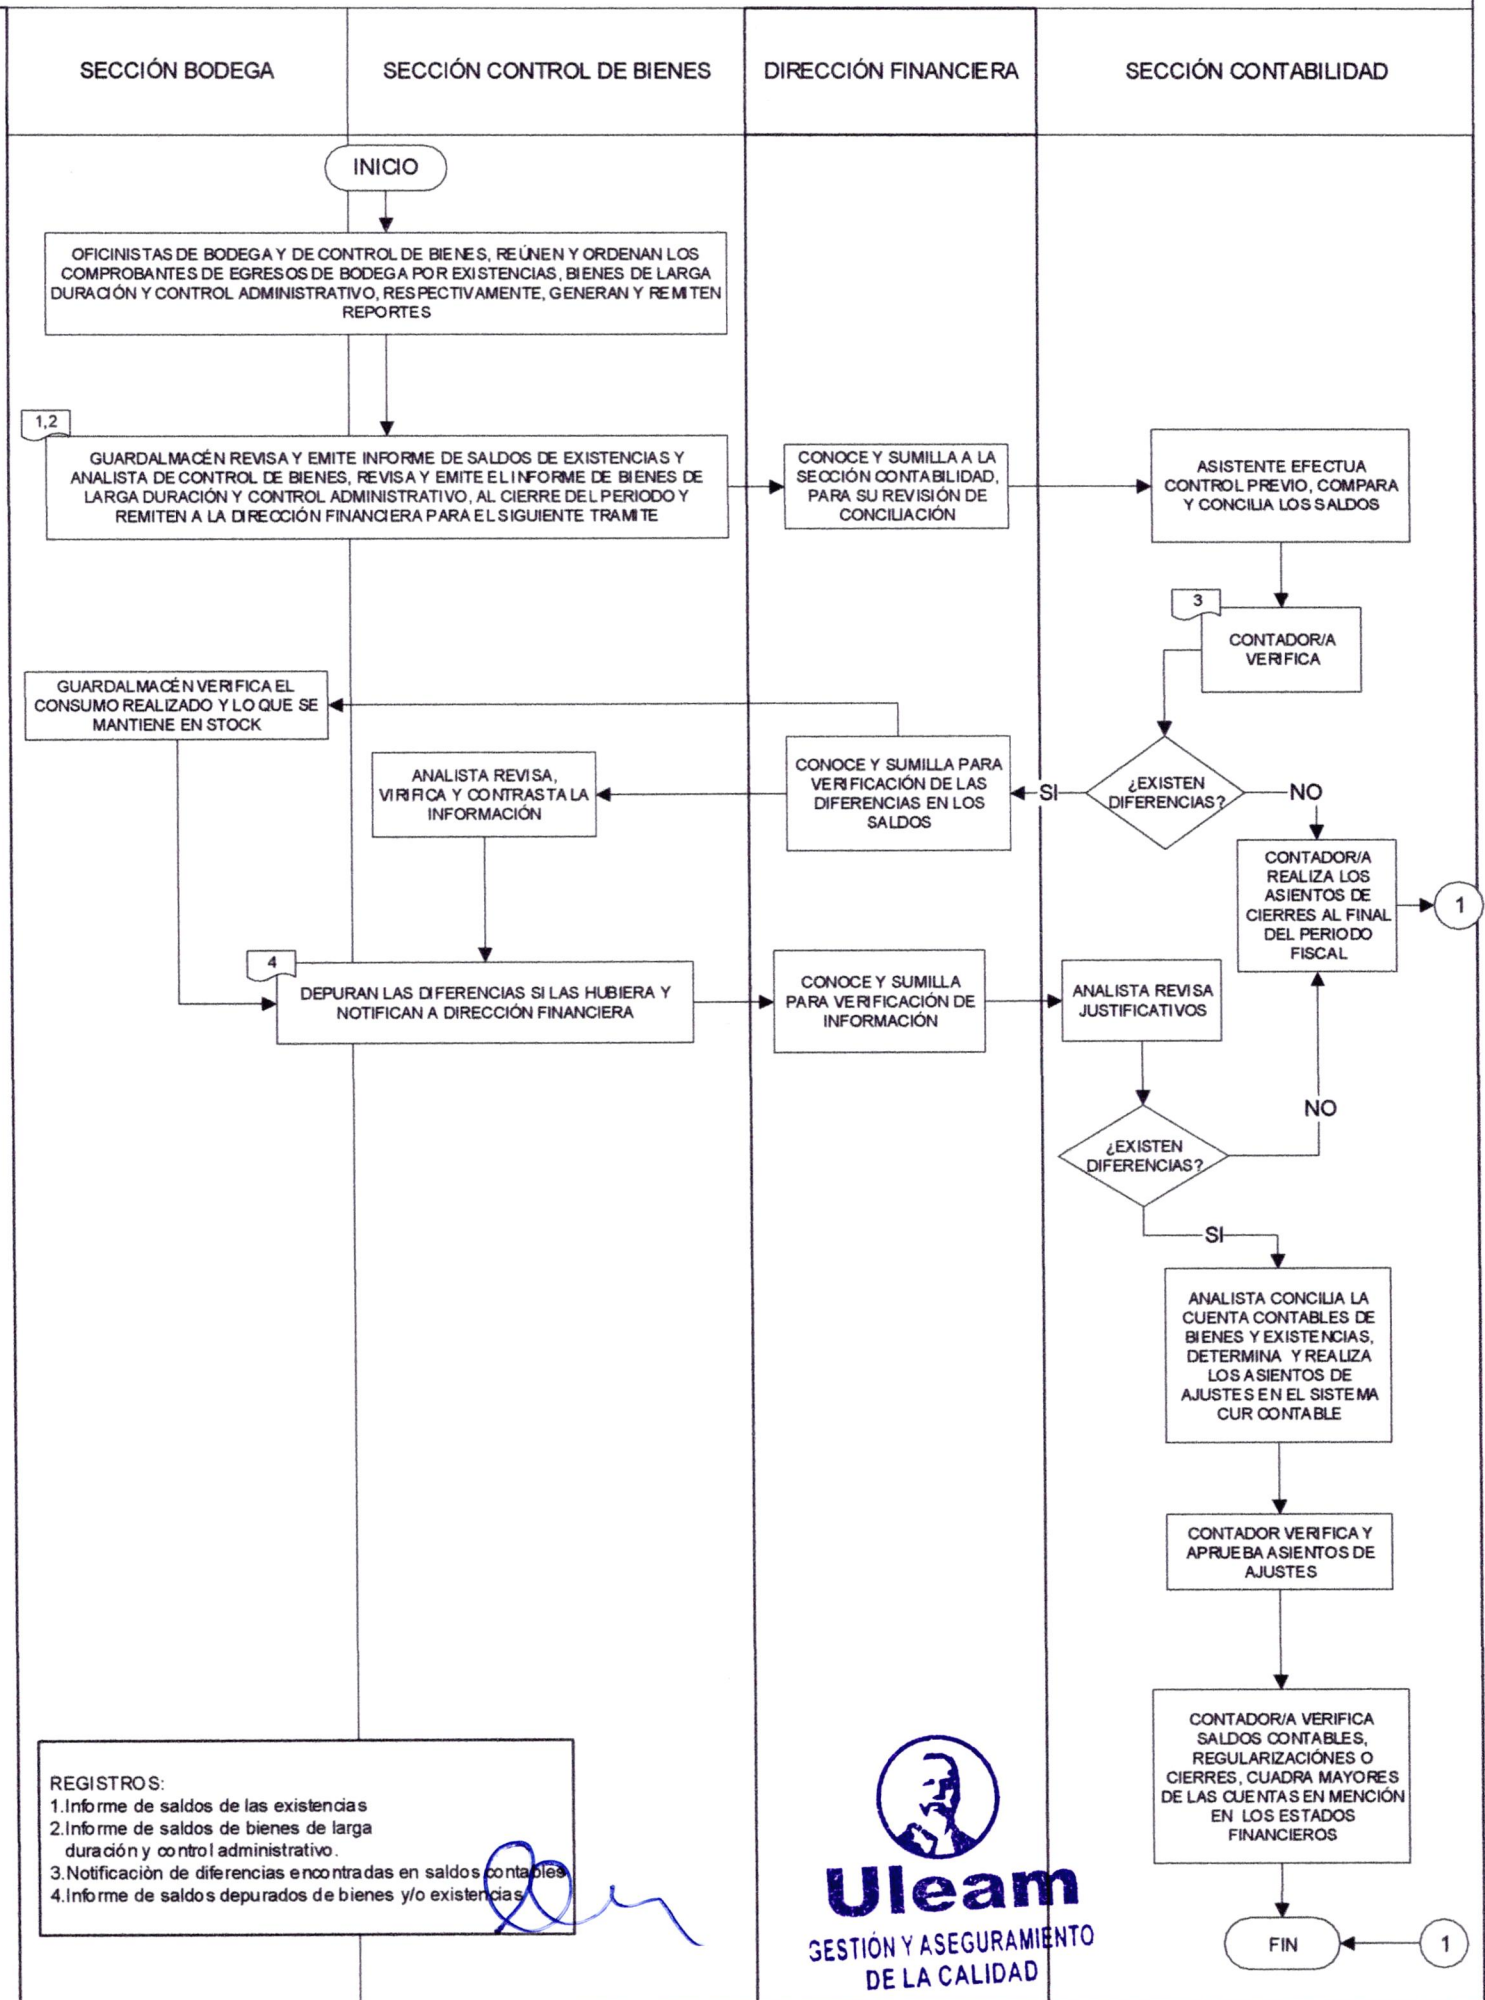 SECCIÓN BODEGA
SECCIÓN CONTROL DE BIENES
DIRECCIÓN FINANCIERA
SECCIÓN CONTABILIDAD
INICIO
OFICINISTAS DE BODEGA Y DE CONTROL DE BIENES, REÚNEN Y ORDENAN LOS
COMPROBANTES DE EGRESOS DE BODEGA POR EXISTENCIAS, BIENES DE LARGA
DURACIÓN Y CONTROL ADMINISTRATIVO, RESPECTIVAMENTE, GENERAN Y REMITEN
REPORTES
1,2
GUARDALMACÉN REVISA Y EMITE INFORME DE SALDOS DE EXISTENCIAS Y
ANALISTA DE CONTROL DE BIENES, REVISA Y EMITE EL INFORME DE BIENES DE
LARGA DURACIÓN Y CONTROL ADMINISTRATIVO, AL CIERRE DEL PERIODO Y
REMITEN A LA DIRECCIÓN FINANCIERA PARA EL SIGUIENTE TRAMITE
CONOCE Y SUMILLA A LA
SECCIÓN CONTABILIDAD,
PARA SU REVISIÓN DE
CONCILIACIÓN
ASISTENTE EFECTUA
CONTROL PREVIO, COMPARA
Y CONCILIA LOS SALDOS
3
CONTADOR/A
VERIFICA
GUARDALMACÉN VERIFICA EL
CONSUMO REALIZADO Y LO QUE SE
MANTIENE EN STOCK
ANALISTA REVISA,
VIRIFICA Y CONTRASTA LA
INFORMACIÓN
CONOCE Y SUMILLA PARA
VERIFICACIÓN DE LAS
DIFERENCIAS EN LOS
SALDOS
SI
¿EXISTEN
DIFERENCIAS?
NO
CONTADOR/A
REALIZA LOS
ASIENTOS DE
CIERRES AL FINAL
DEL PERIODO
FISCAL
1
4
DEPURAN LAS DIFERENCIAS SI LAS HUBIERA Y
NOTIFICAN A DIRECCIÓN FINANCIERA
CONOCE Y SUMILLA
PARA VERIFICACIÓN DE
INFORMACIÓN
ANALISTA REVISA
JUSTIFICATIVOS
NO
¿EXISTEN
DIFERENCIAS?
SI
ANALISTA CONCILIA LA
CUENTA CONTABLES DE
BIENES Y EXISTENCIAS,
DETERMINA Y REALIZA
LOS ASIENTOS DE
AJUSTES EN EL SISTEMA
CUR CONTABLE
CONTADOR VERIFICA Y
APRUEBA ASIENTOS DE
AJUSTES
CONTADOR/A VERIFICA
SALDOS CONTABLES,
REGULARIZACIÓNES O
CIERRES, CUADRA MAYORES
DE LAS CUENTAS EN MENCIÓN
EN LOS ESTADOS
FINANCIEROS
FIN
1
REGISTROS:
1.Informe de saldos de las existencias
2.Informe de saldos de bienes de larga
duración y control administrativo.
3.Notificaciòn de diferencias encontradas en saldos contables
4.Informe de saldos depurados de bienes y/o existencias
Uleam
GESTIÓN Y ASEGURAMIENTO
DE LA CALIDAD